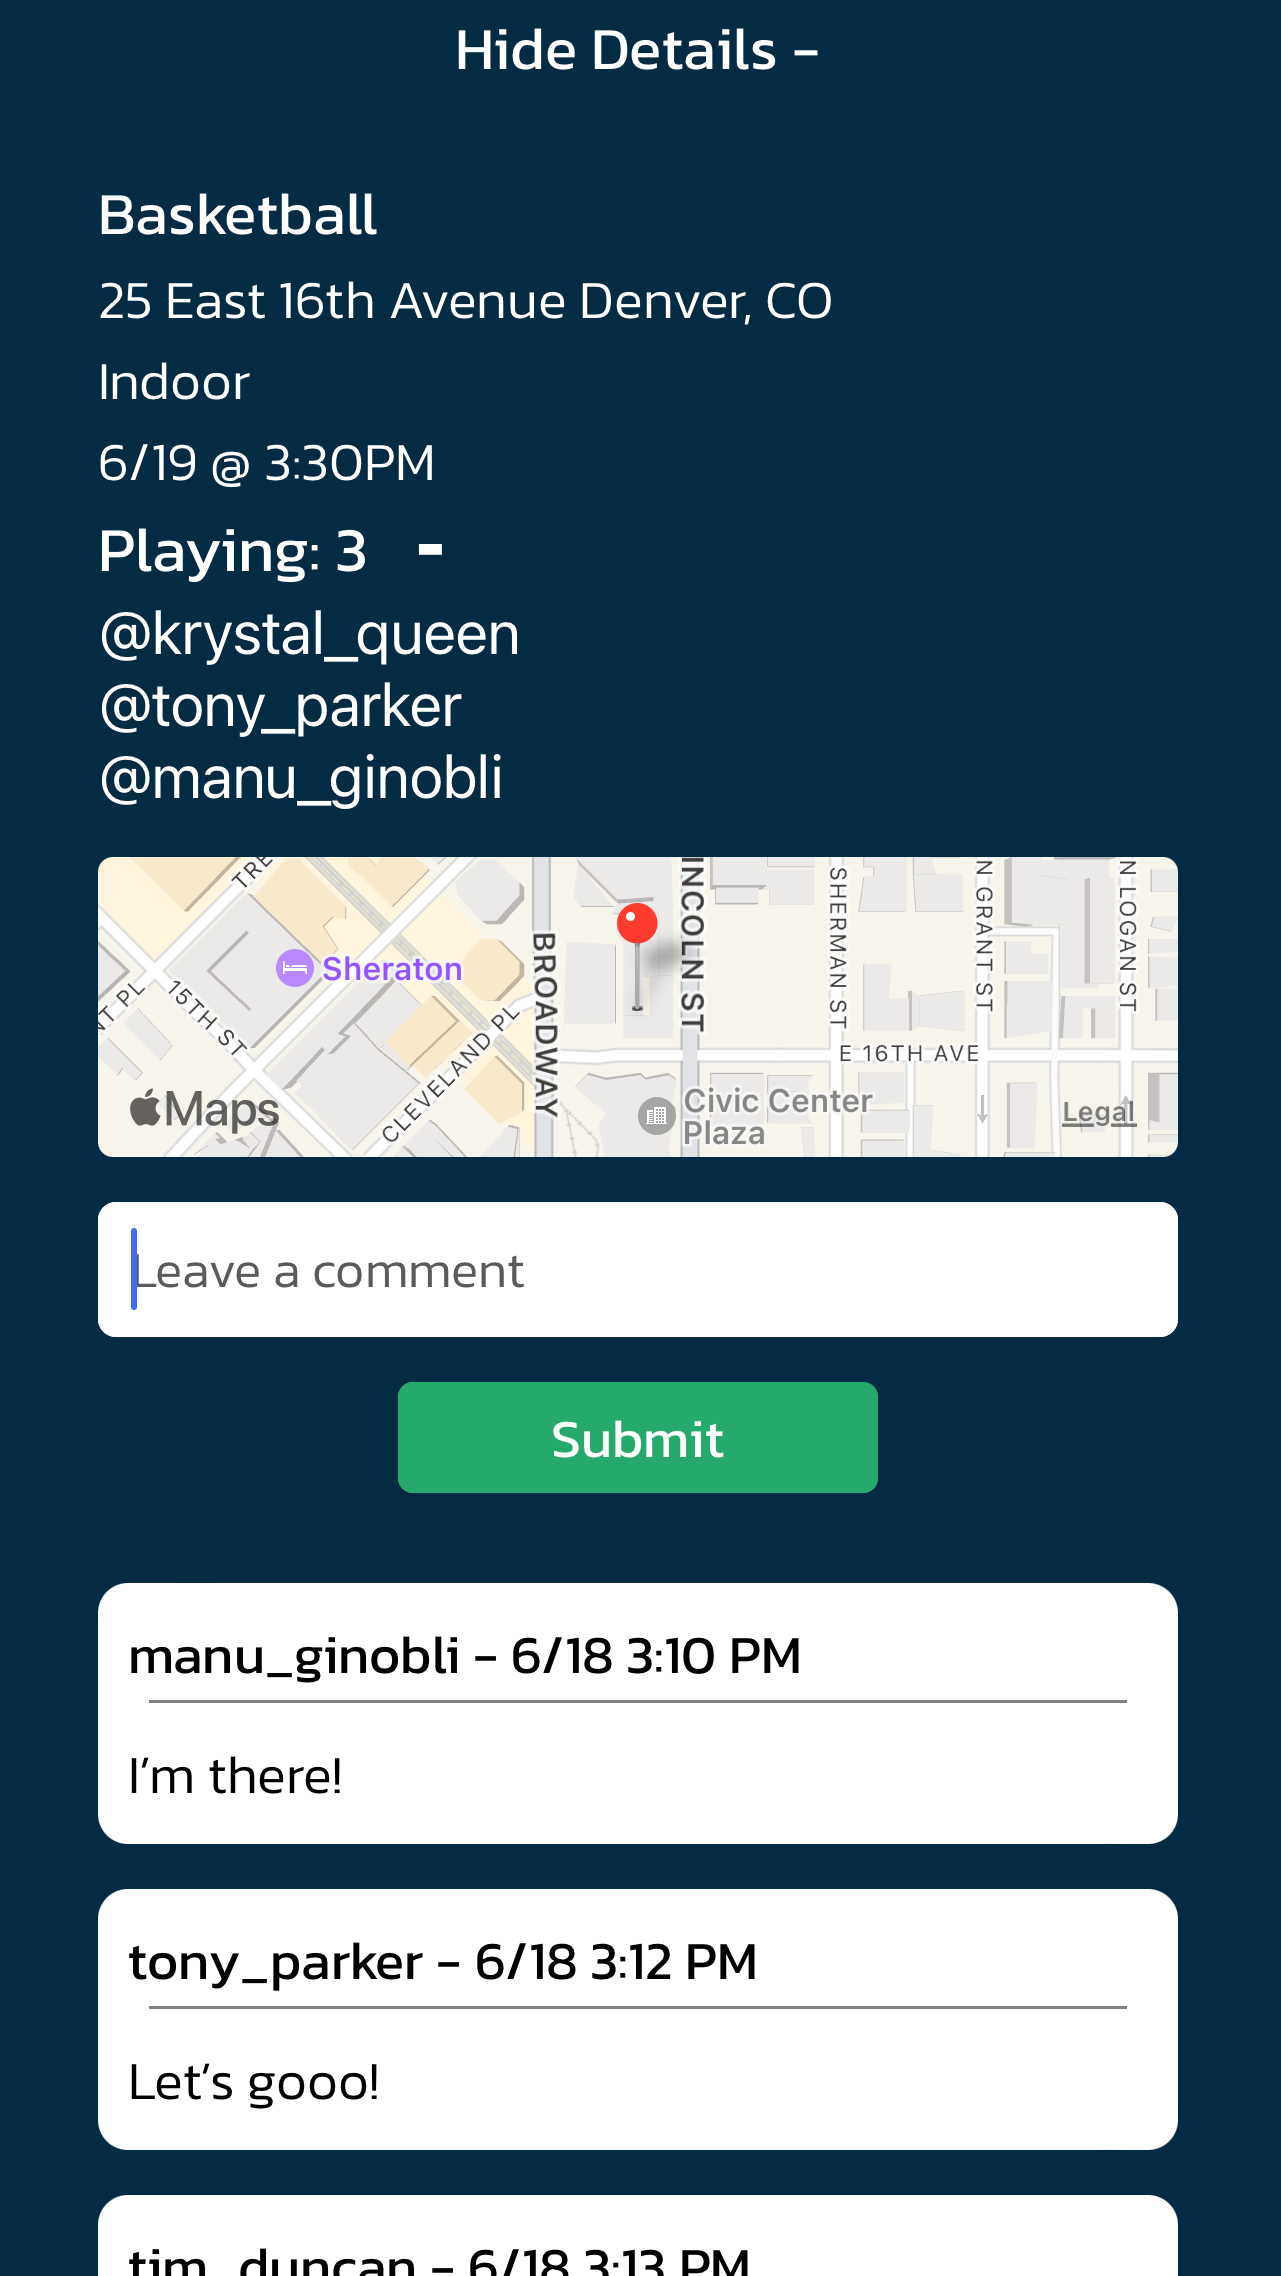 Hide Details -
Basketball
25 East 16th Avenue Denver, CO
Indoor
6/19 @ 3:30PM
Playing: 3 -
@krystal_queen
@tony_parker
@manu_ginobli
TRE
INCOLN ST
SHERMAN ST
N GRANT ST
N LOGAN ST
BROADWAY
Sheraton
NT PL
15TH ST
CLEVELAND PL
E 16TH AVE
Maps
Civic Center
Plaza
Legal
Leave a comment
Submit
manu_ginobli - 6/18 3:10 PM
I'm there!
tony_parker - 6/18 3:12 PM
Let's gooo!
tim_duncan - 6/18 3:13 PM